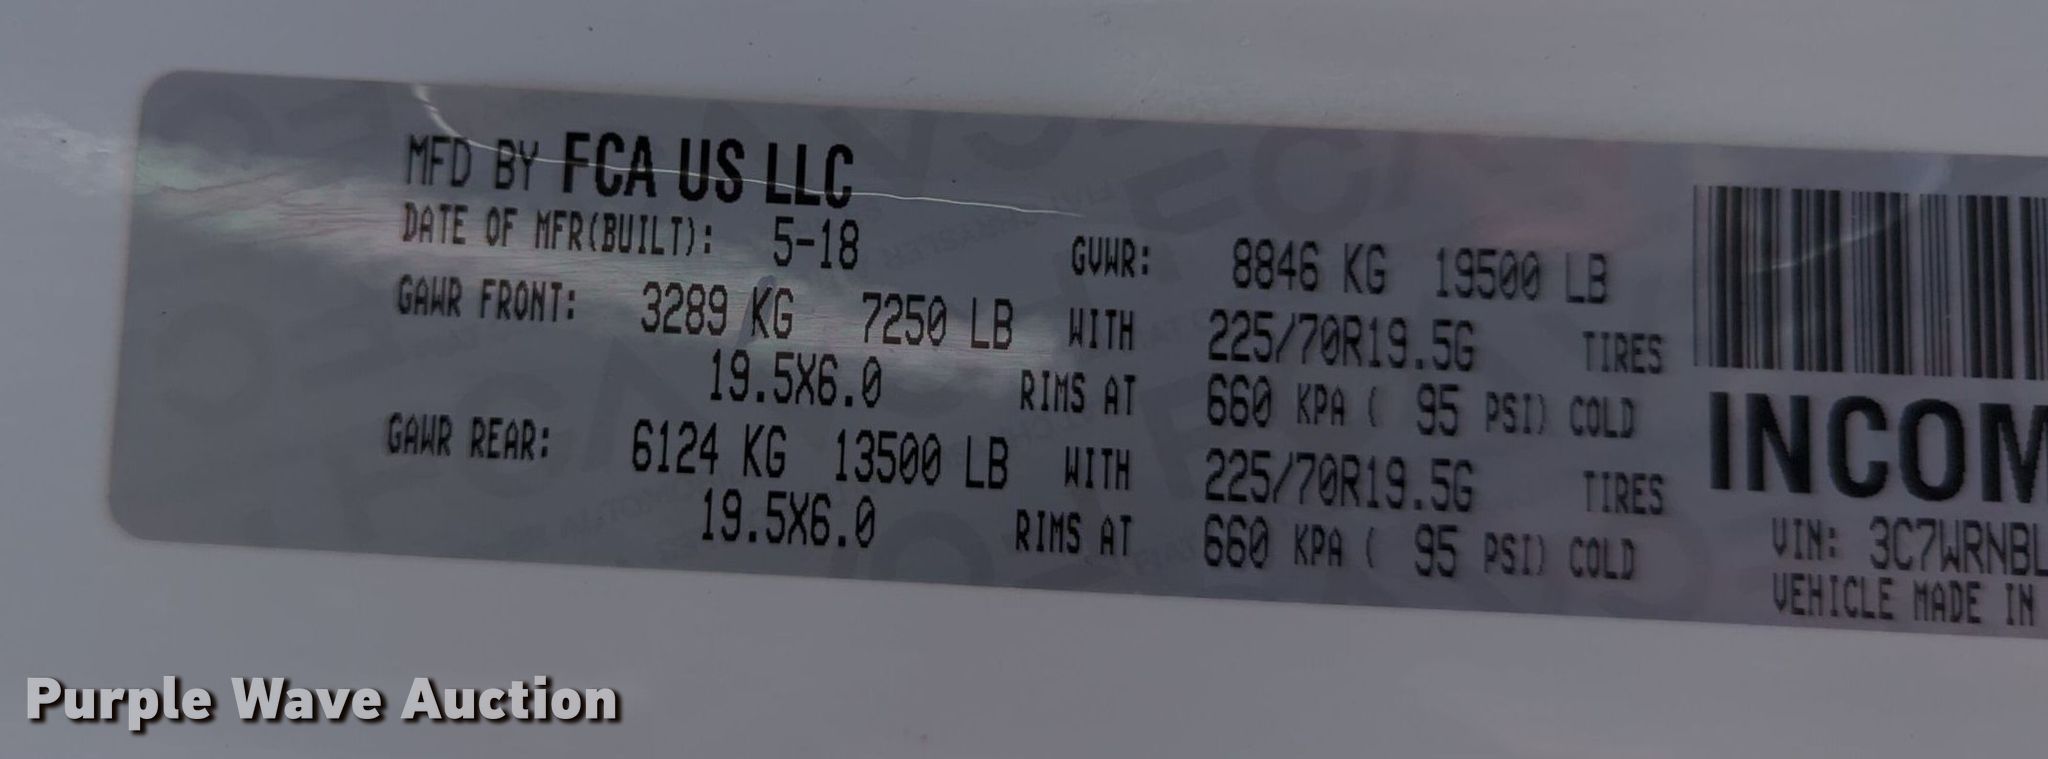 MFD BY FCA US LLC
DATE OF MFR(BUILT): 5-18 GVWR: 8846 KG 19500 LB
GAWR FRONT: 3289 KG 7250 LB WITH 225/70R19.5G TIRES
19.5X6.0 RIMS AT 660 KPA ( 95 PSI) COLD
GAWR REAR: 6124 KG 13500 LB WITH 225/70R19.5G TIRES
19.5X6.0 RIMS AT 660 KPA ( 95 PSI) COLD
INCOM
VIN: 3C7WRNBL
VEHICLE MADE IN
Purple Wave Auction